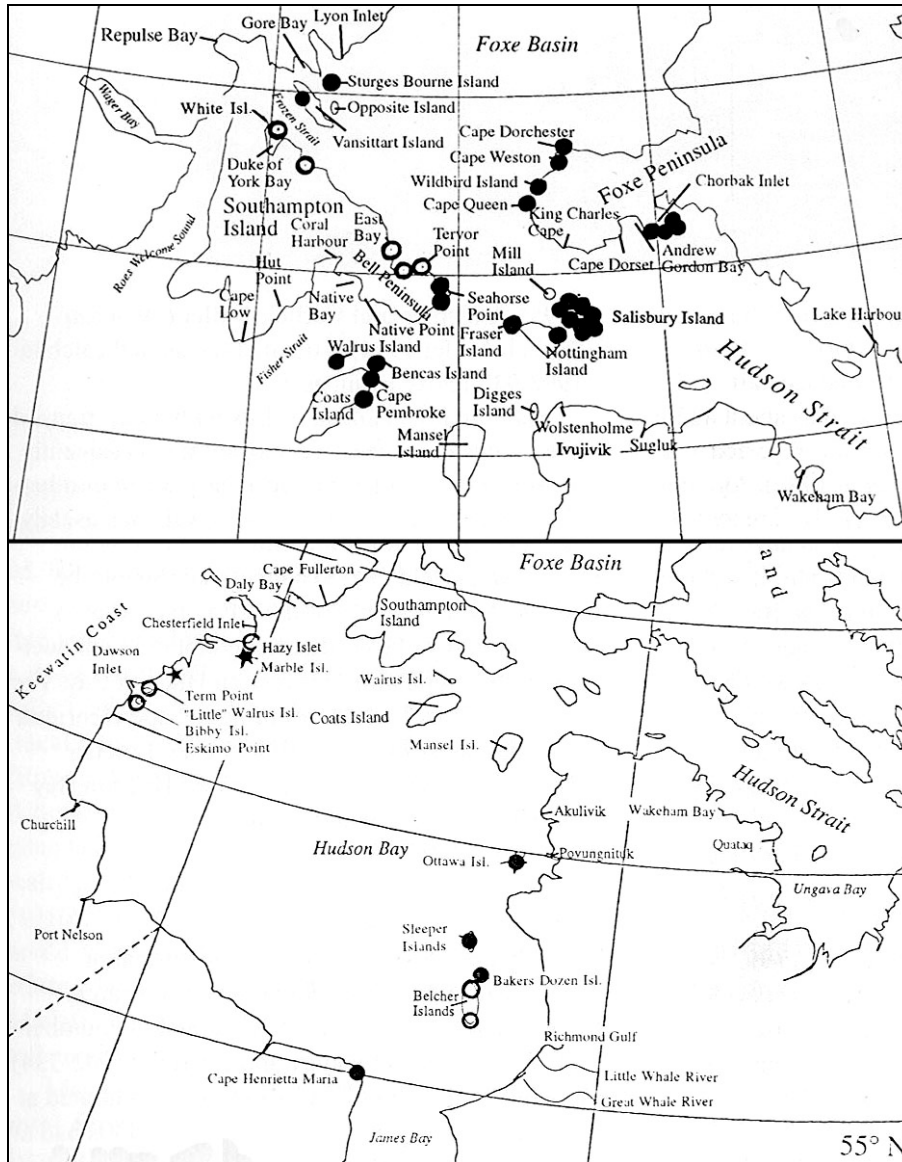 Lyon Inlet
Gore Bay
Repulse Bay
Foxe Basin
Sturges Bourne Island
Wager Bay
Frozen Strait
Opposite Island
White Isl.
Vansittart Island
Cape Dorchester
Duke of
York Bay
Cape Weston
Foxe Peninsula
Wildbird Island
Chorbak Inlet
Southampton
Island
Cape Queen
King Charles
Cape
East
Bay
Tervor
Point
Coral
Harbour
Roes Welcome Sound
Mill
Island
Cape Dorset
Andrew
Gordon Bay
Hut
Point
Bell Peninsula
Cape
Low
Native
Bay
Seahorse
Point
Native Point
Fraser
Island
Salisbury Island
Lake Harbou
Fisher Strait
Walrus Island
Nottingham
Island
Bencas Island
Coats
Island
Cape
Pembroke
Digges
Island
Hudson Strait
Mansel
Island
Wolstenholme
Ivujivik
Sugluk
Wakeham Bay
Foxe Basin
and
Cape Fullerton
Daly Bay
Southampton
Island
Chesterfield Inlet
Keewatin Coast
Dawson
Inlet
Hazy Islet
Marble Isl.
Walrus Isl.
Term Point
"Little" Walrus Isl.
Bibby Isl.
Eskimo Point
Coats Island
Mansel Isl.
Hudson Strait
Churchill
Akulivik
Wakeham Bay
Hudson Bay
Quataq
Ottawa Isl.
Povungnituk
Ungava Bay
Port Nelson
Sleeper
Islands
Bakers Dozen Isl.
Belcher
Islands
Richmond Gulf
Cape Henrietta Maria
Little Whale River
Great Whale River
James Bay
55° N